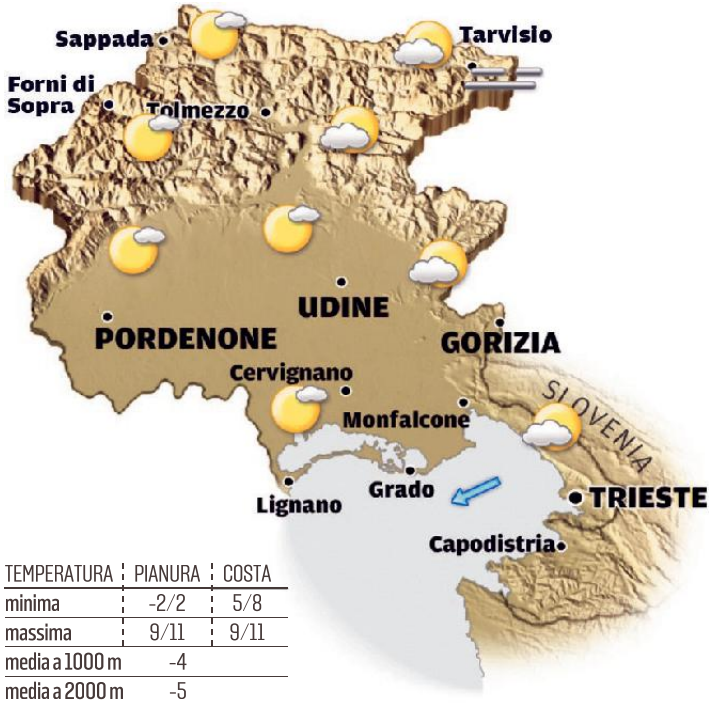 Sappada
Tarvisio
Forni di
Sopra
Tolmezzo
UDINE
PORDENONE
GORIZIA
Cervignano
SLOVENIA
Monfalcone
Grado
Lignano
TRIESTE
Capodistria
TEMPERATURA PIANURA COSTA
minima -2/2 5/8
massima 9/11 9/11
media a 1000 m -4
media a 2000 m -5